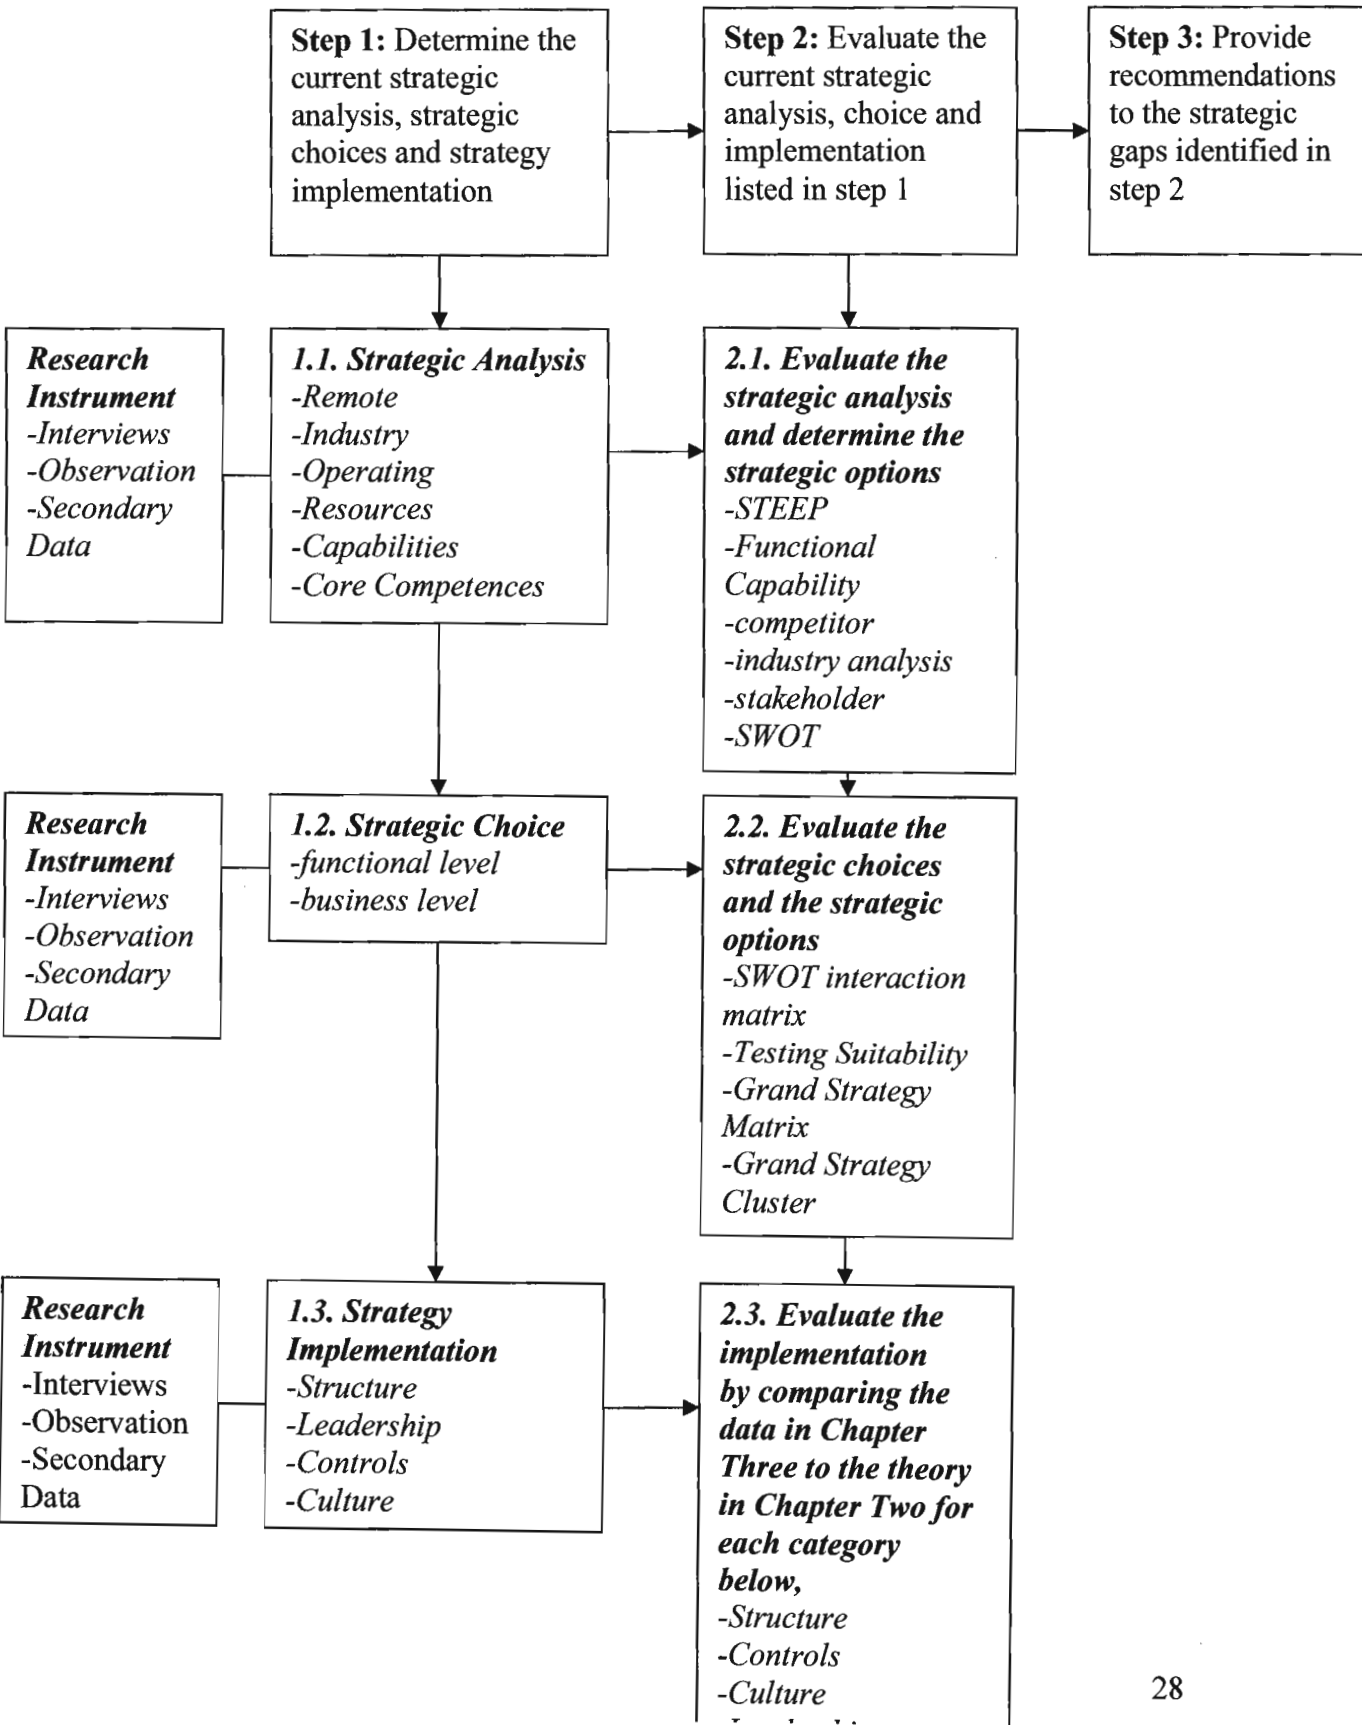 Step 1: Determine the
current strategic
analysis, strategic
choices and strategy
implementation
Step 2: Evaluate the
current strategic
analysis, choice and
implementation
listed in step 1
Step 3: Provide
recommendations
to the strategic
gaps identified in
step 2
Research
Instrument
-Interviews
-Observation
-Secondary
Data
1.1. Strategic Analysis
-Remote
-Industry
-Operating
-Resources
-Capabilities
-Core Competences
2.1. Evaluate the
strategic analysis
and determine the
strategic options
-STEEP
-Functional
Capability
-competitor
-industry analysis
-stakeholder
-SWOT
Research
Instrument
-Interviews
-Observation
-Secondary
Data
1.2. Strategic Choice
-functional level
-business level
2.2. Evaluate the
strategic choices
and the strategic
options
-SWOT interaction
matrix
-Testing Suitability
-Grand Strategy
Matrix
-Grand Strategy
Cluster
Research
Instrument
-Interviews
-Observation
-Secondary
Data
1.3. Strategy
Implementation
-Structure
-Leadership
-Controls
-Culture
2.3. Evaluate the
implementation
by comparing the
data in Chapter
Three to the theory
in Chapter Two for
each category
below,
-Structure
-Controls
-Culture
28